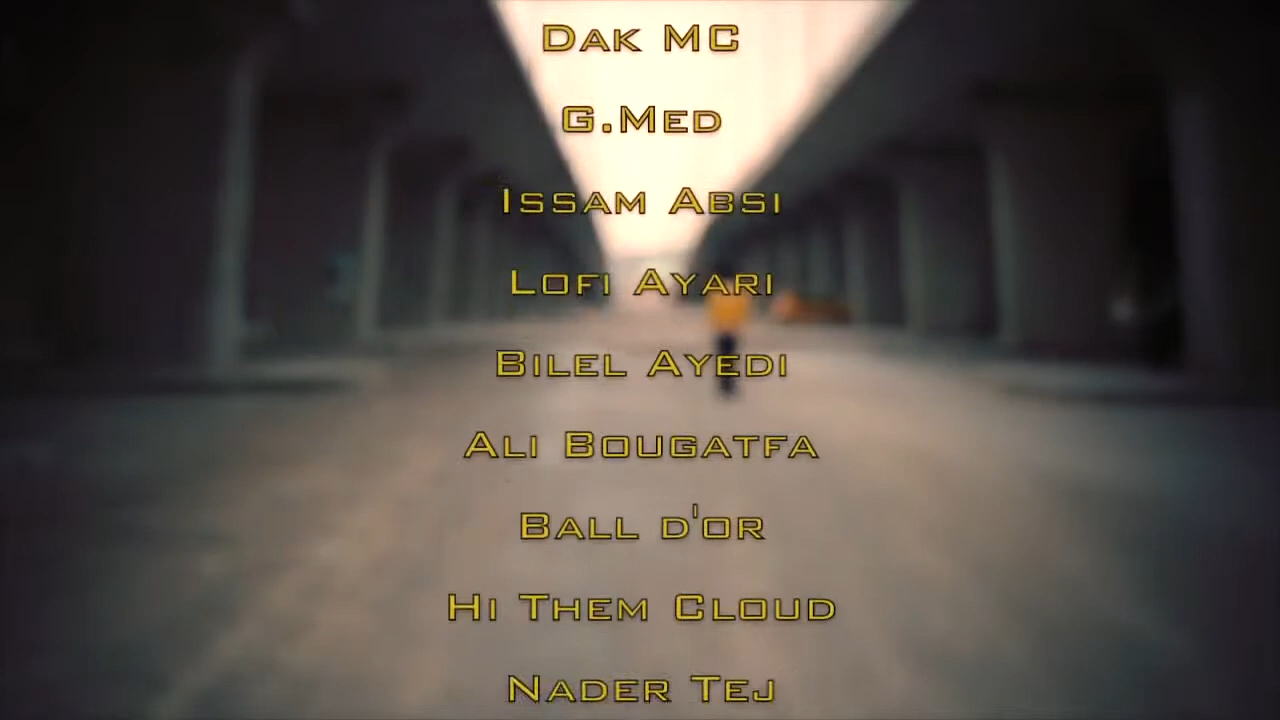 Dak MC
G.Med
Issam Absi
Lofi Ayari
Bilel Ayedi
Ali Bougatfa
Ball d'or
Hi Them Cloud
Nader Tej